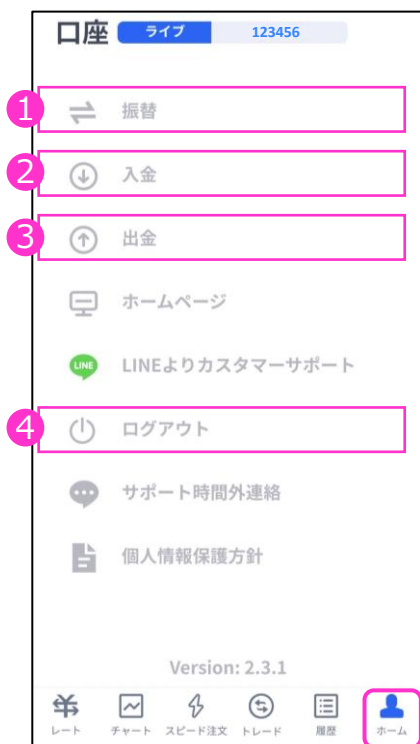 口座 ライブ 123456
1 振替
2 入金
3 出金
ホームページ
LINE LINEよりカスタマーサポート
4 ログアウト
サポート時間外連絡
個人情報保護方針
Version: 2.3.1
レート チャート スピード注文 トレード 履歴 ホーム